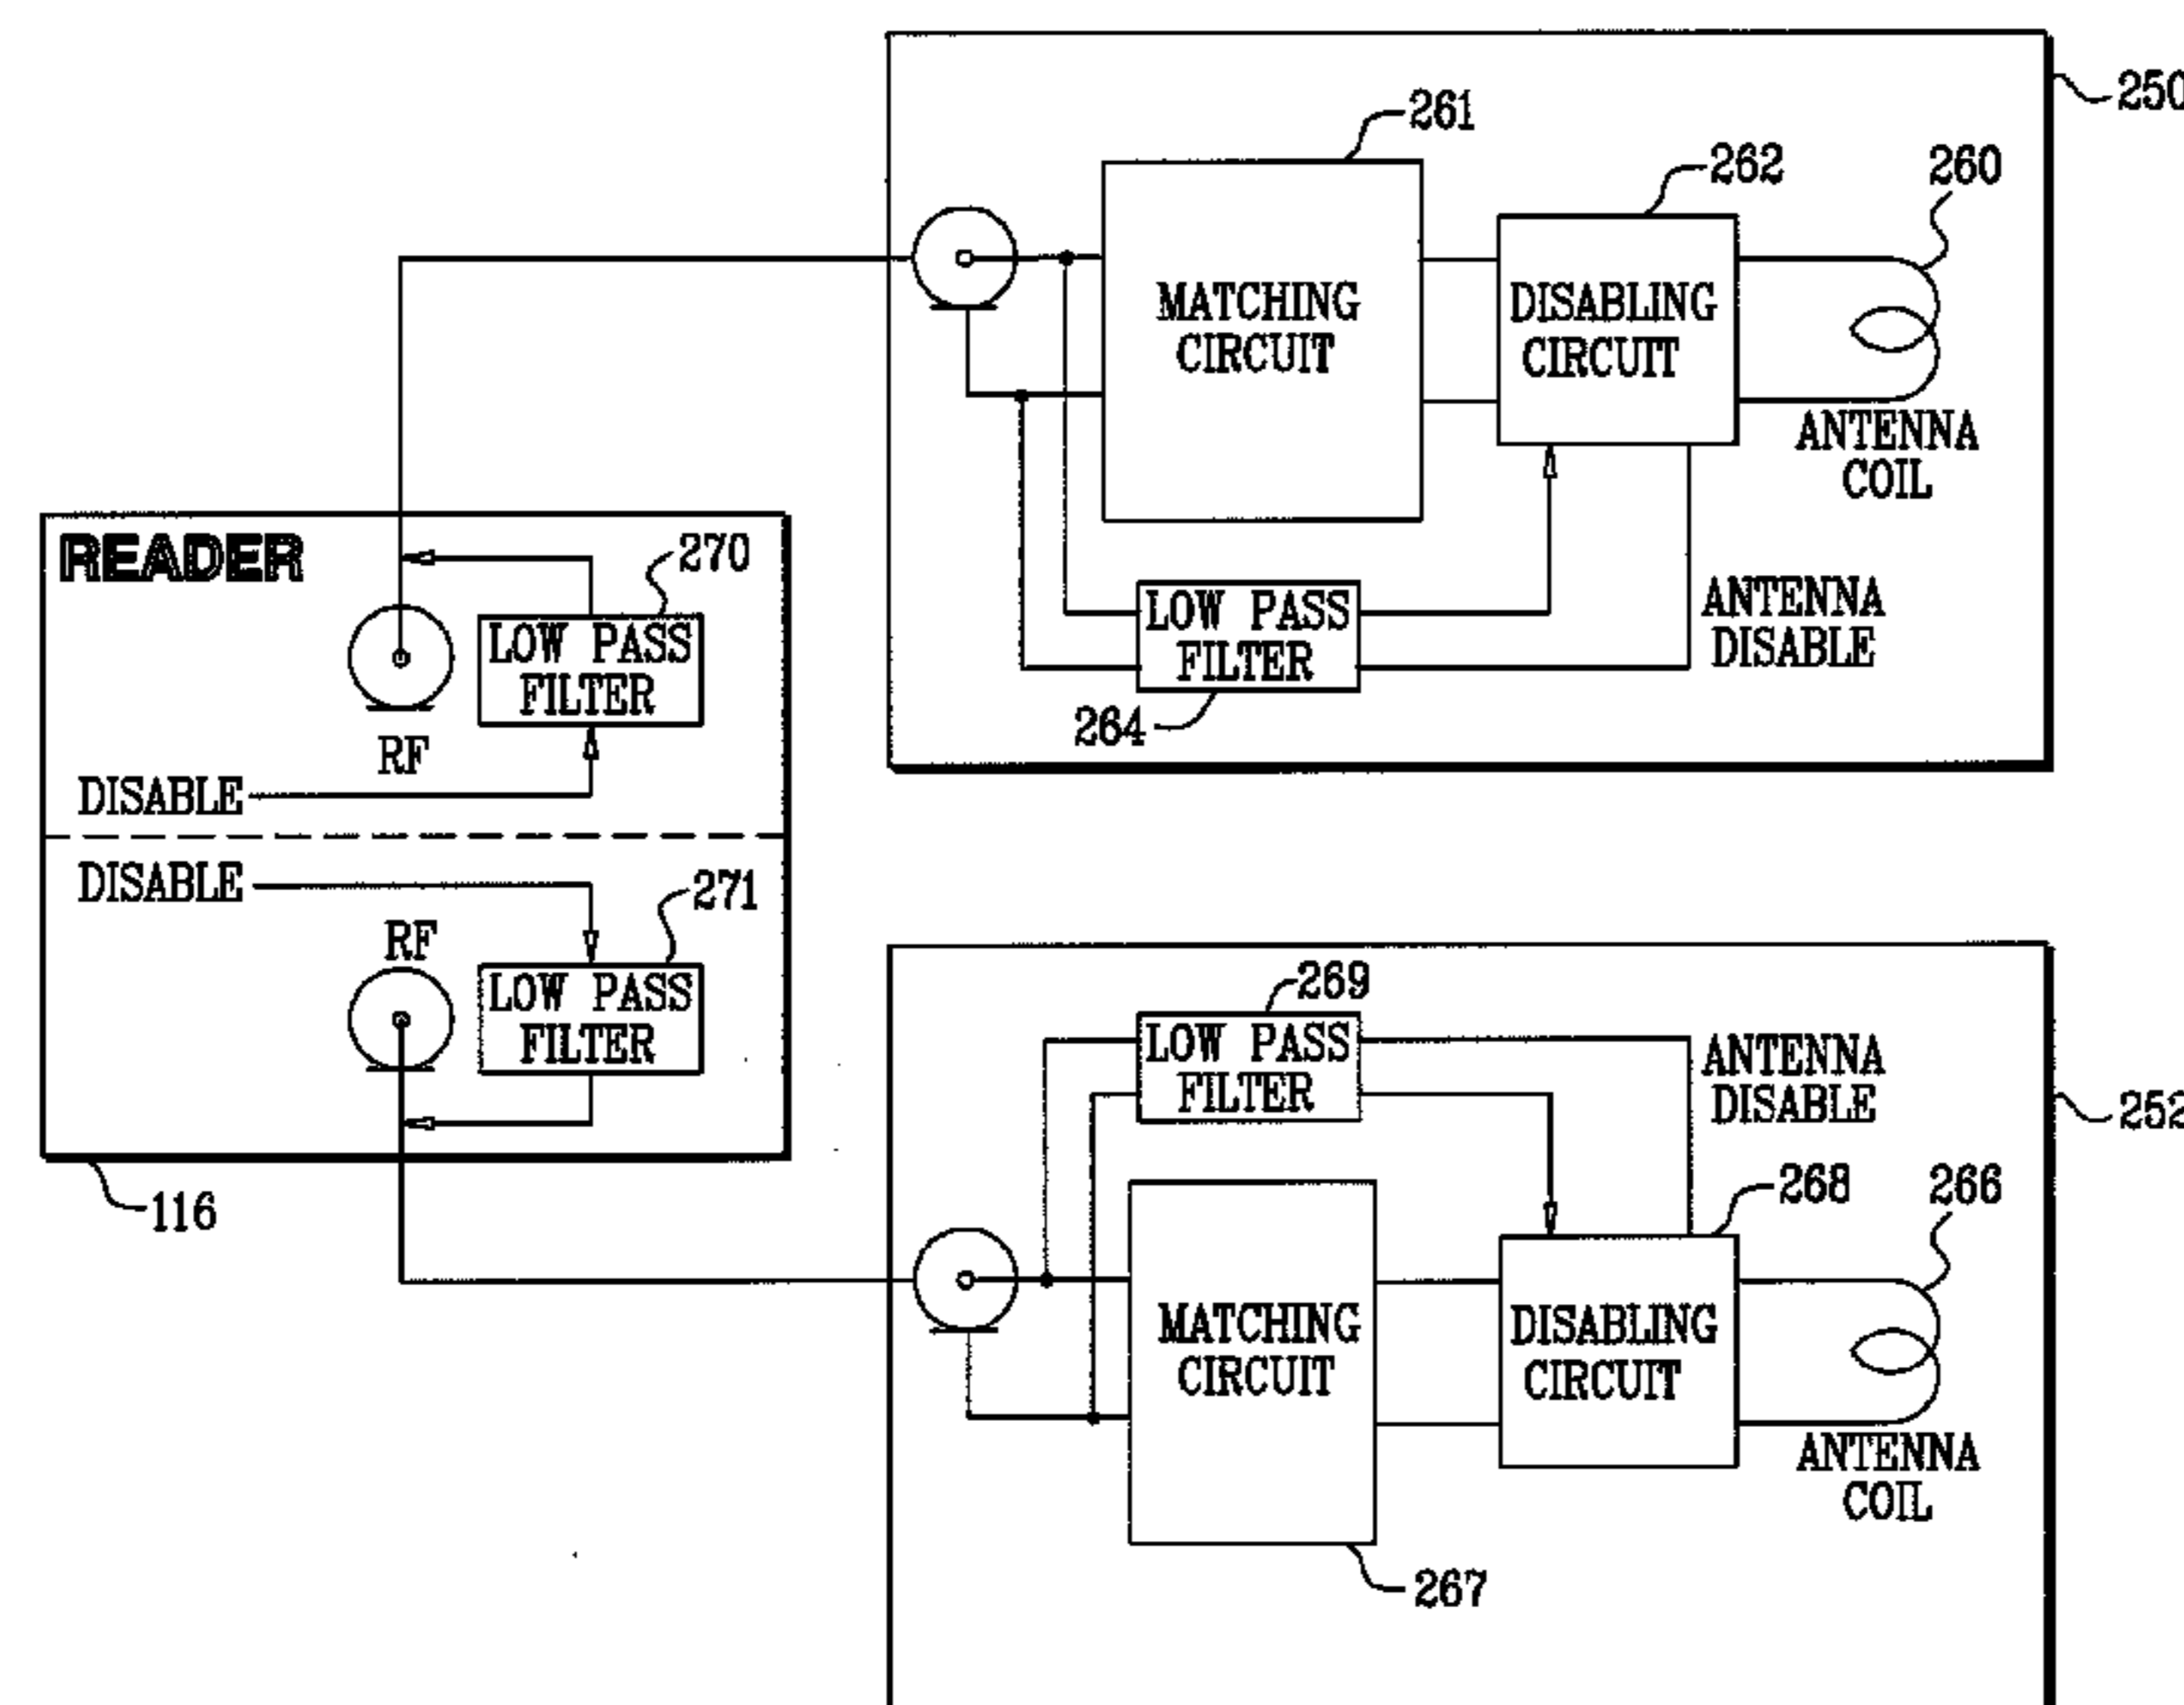 250
261
262
260
MATCHING
CIRCUIT
DISABLING
CIRCUIT
ANTENNA
COIL
LOW PASS
FILTER
264
ANTENNA
DISABLE
READER
270
LOW PASS
FILTER
RF
DISABLE
DISABLE
271
RF
LOW PASS
FILTER
116
269
LOW PASS
FILTER
ANTENNA
DISABLE
252
268
266
MATCHING
CIRCUIT
DISABLING
CIRCUIT
ANTENNA
COIL
267